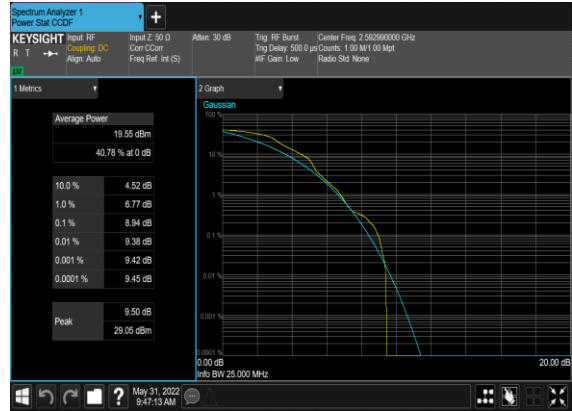 Spectrum Analyzer 1
Power Stat CCDF
KEYSIGHT
R T
Input: RF
Coupling: DC
Align: Auto
Input Z: 50 Ω
Corr CCorr
Freq Ref: Int (S)
Atten: 30 dB
Trig: RF Burst
Trig Delay: 500.0 µs
#IF Gain: Low
Center Freq: 2.592990000 GHz
Counts: 1.00 M/1.00 Mpt
Radio Std: None
1 Metrics
Average Power
19.55 dBm
40.78 % at 0 dB
10.0 % 4.52 dB
1.0 % 6.77 dB
0.1 % 8.94 dB
0.01 % 9.38 dB
0.001 % 9.42 dB
0.0001 % 9.45 dB
Peak
9.50 dB
29.05 dBm
2 Graph
Gaussian
100 %
10 %
1 %
0.1 %
0.01 %
0.001 %
0.0001 %
0.00 dB
20.00 dB
Info BW 25.000 MHz
May 31, 2022
9:47:13 AM